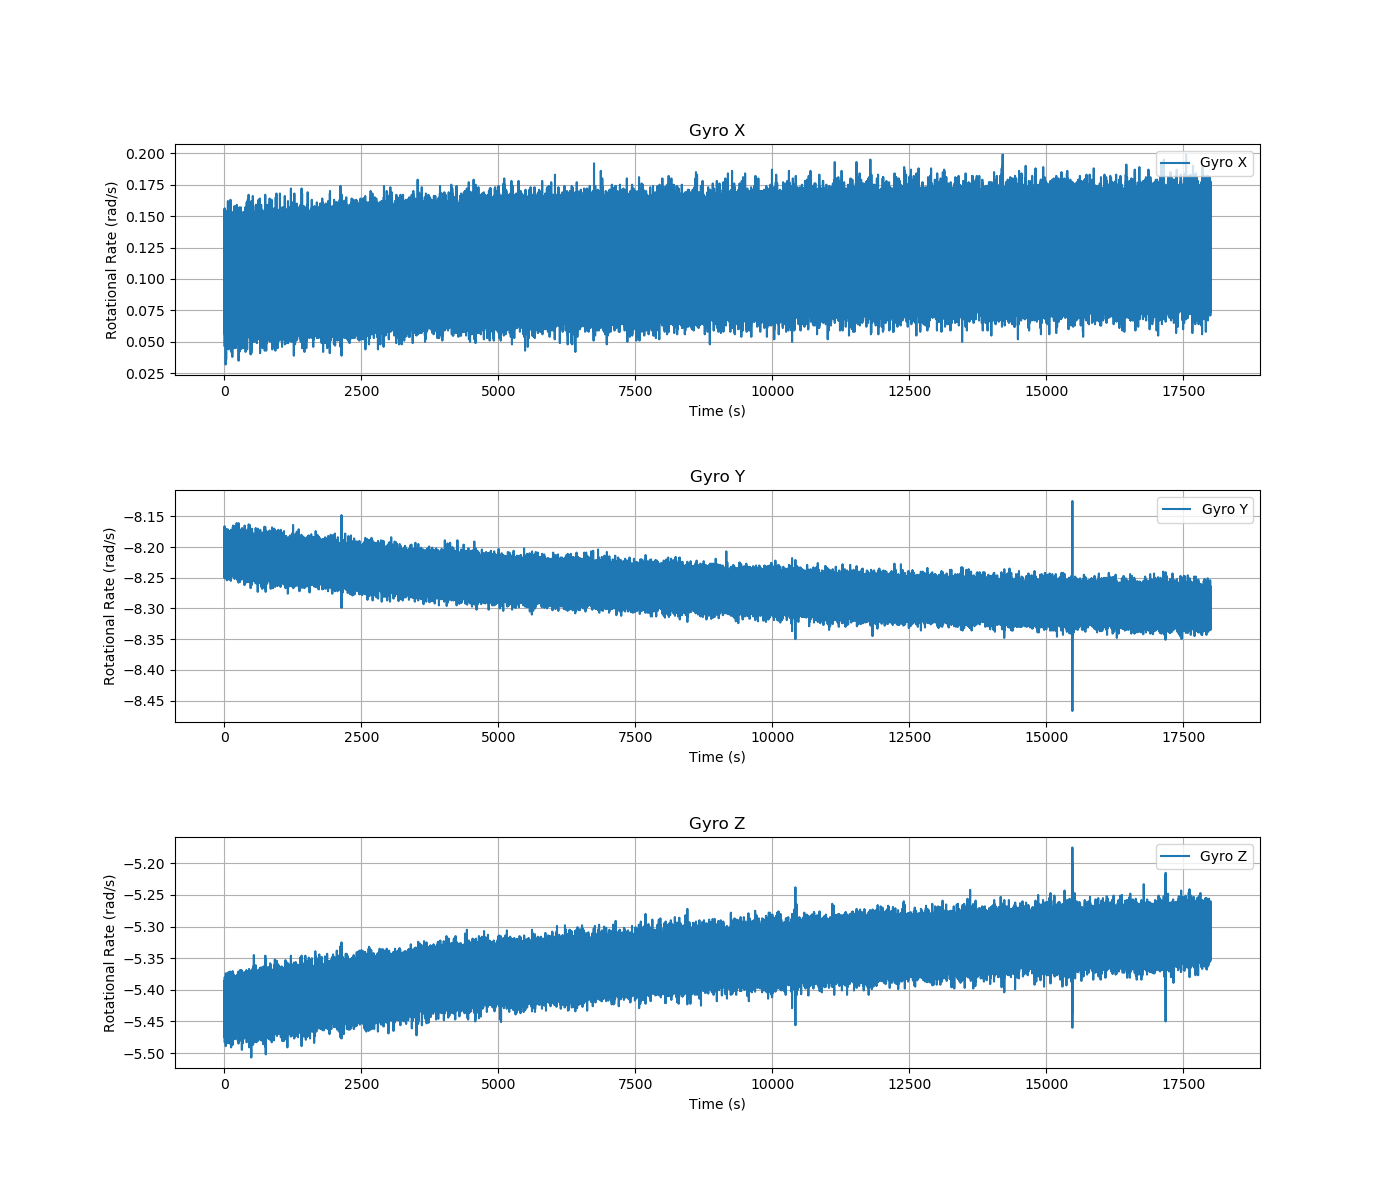 Gyro X
Rotational Rate (rad/s)
0.200
0.175
0.150
0.125
0.100
0.075
0.050
0.025
Gyro X
0 2500 5000 7500 10000 12500 15000 17500
Time (s)
Gyro Y
Rotational Rate (rad/s)
−8.15
−8.20
−8.25
−8.30
−8.35
−8.40
−8.45
Gyro Y
0 2500 5000 7500 10000 12500 15000 17500
Time (s)
Gyro Z
Rotational Rate (rad/s)
−5.20
−5.25
−5.30
−5.35
−5.40
−5.45
−5.50
Gyro Z
0 2500 5000 7500 10000 12500 15000 17500
Time (s)